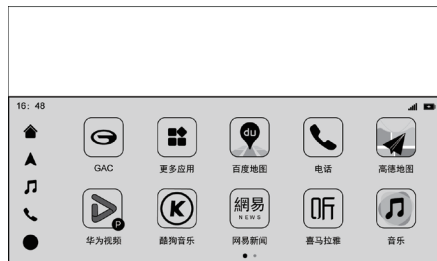 16: 48
GAC
更多应用
du
百度地图
电话
高德地图
P
华为视频
K
酷狗音乐
網易
NEWS
网易新闻
听
喜马拉雅
音乐